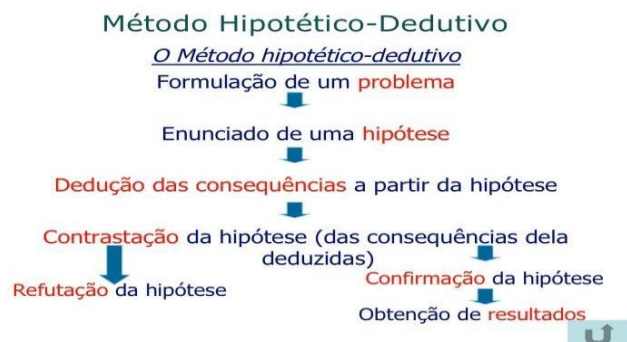 Método Hipotético-Dedutivo
O Método hipotético-dedutivo
Formulação de um problema
Enunciado de uma hipótese
Dedução das consequências a partir da hipótese
Contrastação da hipótese (das consequências dela
deduzidas)
Refutação da hipótese
Confirmação da hipótese
Obtenção de resultados